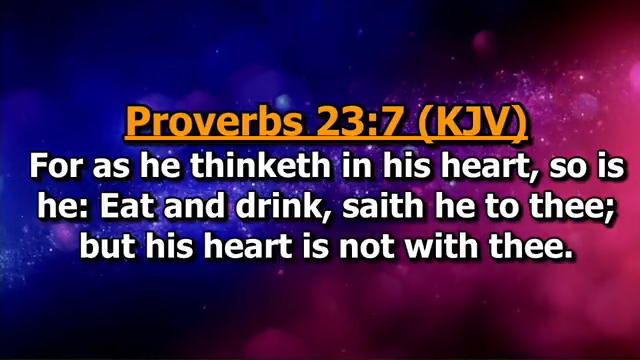 Proverbs 23:7 (KJV)
For as he thinketh in his heart, so is
he: Eat and drink, saith he to thee;
but his heart is not with thee.